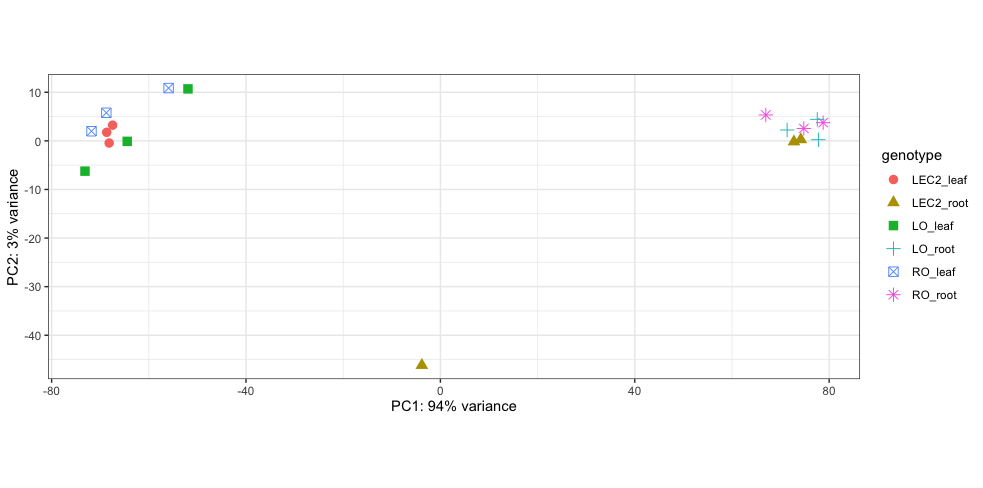 10
0
-10
-20
-30
-40
PC2: 3% variance
-80
-40
0
40
80
PC1: 94% variance
genotype
LEC2_leaf
LEC2_root
LO_leaf
LO_root
RO_leaf
RO_root